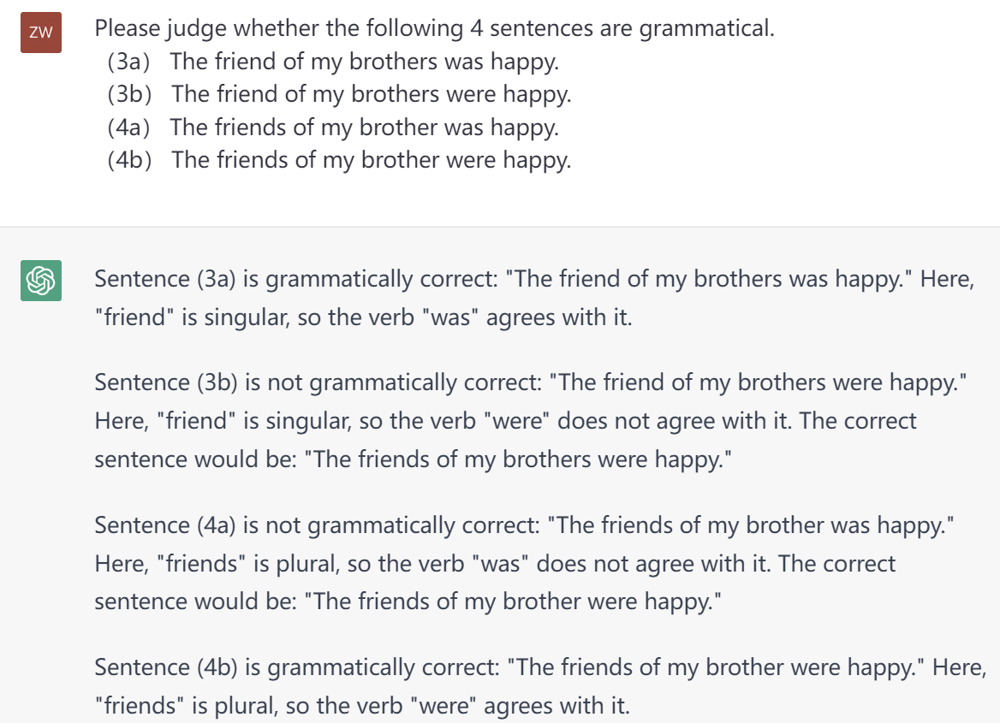 ZW
Please judge whether the following 4 sentences are grammatical.
（3a） The friend of my brothers was happy.
（3b） The friend of my brothers were happy.
（4a） The friends of my brother was happy.
（4b） The friends of my brother were happy.
Sentence (3a) is grammatically correct: "The friend of my brothers was happy." Here,
"friend" is singular, so the verb "was" agrees with it.
Sentence (3b) is not grammatically correct: "The friend of my brothers were happy."
Here, "friend" is singular, so the verb "were" does not agree with it. The correct
sentence would be: "The friends of my brothers were happy."
Sentence (4a) is not grammatically correct: "The friends of my brother was happy."
Here, "friends" is plural, so the verb "was" does not agree with it. The correct
sentence would be: "The friends of my brother were happy."
Sentence (4b) is grammatically correct: "The friends of my brother were happy." Here,
"friends" is plural, so the verb "were" agrees with it.